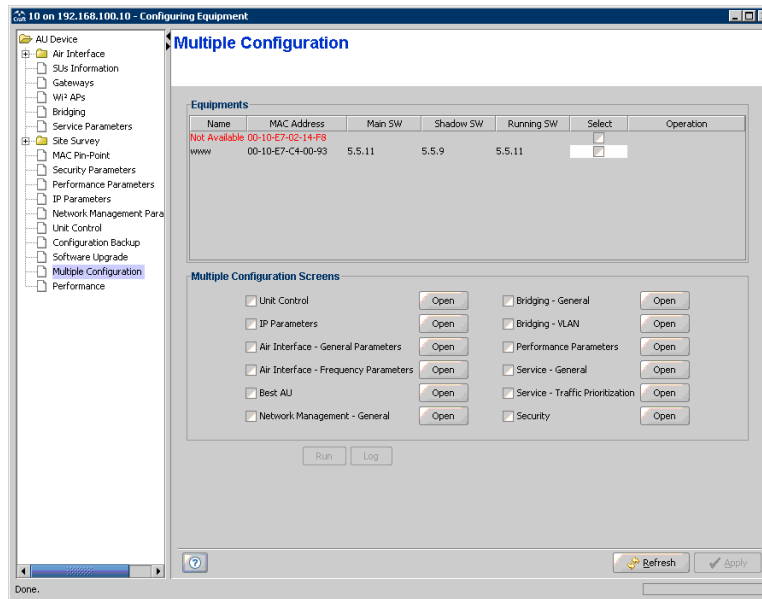 Craft 10 on 192.168.100.10 - Configuring Equipment
AU Device
Air Interface
SUs Information
Gateways
Wi² APs
Bridging
Service Parameters
Site Survey
MAC Pin-Point
Security Parameters
Performance Parameters
IP Parameters
Network Management Para
Unit Control
Configuration Backup
Software Upgrade
Multiple Configuration
Performance
Multiple Configuration
Equipments
Name MAC Address Main SW Shadow SW Running SW Select Operation
Not Available 00-10-E7-02-14-F8
www 00-10-E7-C4-00-93 5.5.11 5.5.9 5.5.11
Multiple Configuration Screens
Unit Control Open Bridging - General Open
IP Parameters Open Bridging - VLAN Open
Air Interface - General Parameters Open Performance Parameters Open
Air Interface - Frequency Parameters Open Service - General Open
Best AU Open Service - Traffic Prioritization Open
Network Management - General Open Security Open
Run Log
? Refresh Apply
Done.